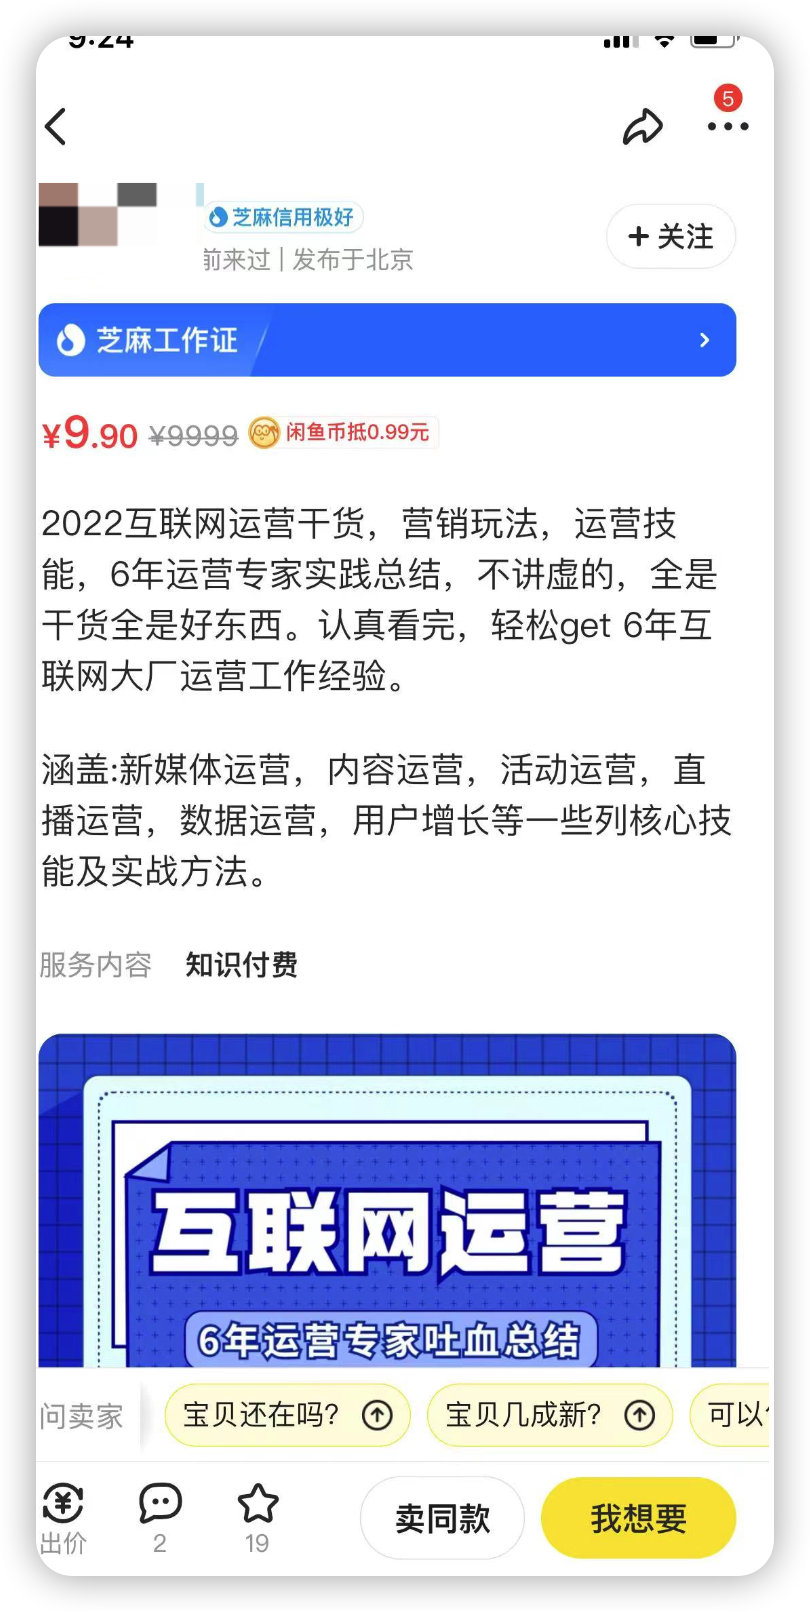 9:24
5
芝麻信用极好
前来过 | 发布于北京
+ 关注
芝麻工作证
¥9.90 ¥9999 闲鱼币抵0.99元
2022互联网运营干货，营销玩法，运营技
能，6年运营专家实践总结，不讲虚的，全是
干货全是好东西。认真看完，轻松get 6年互
联网大厂运营工作经验。
涵盖:新媒体运营，内容运营，活动运营，直
播运营，数据运营，用户增长等一些列核心技
能及实战方法。
服务内容 知识付费
互联网运营
6年运营专家吐血总结
问卖家 宝贝还在吗? 宝贝几成新? 可以
出价 2 19 卖同款 我想要